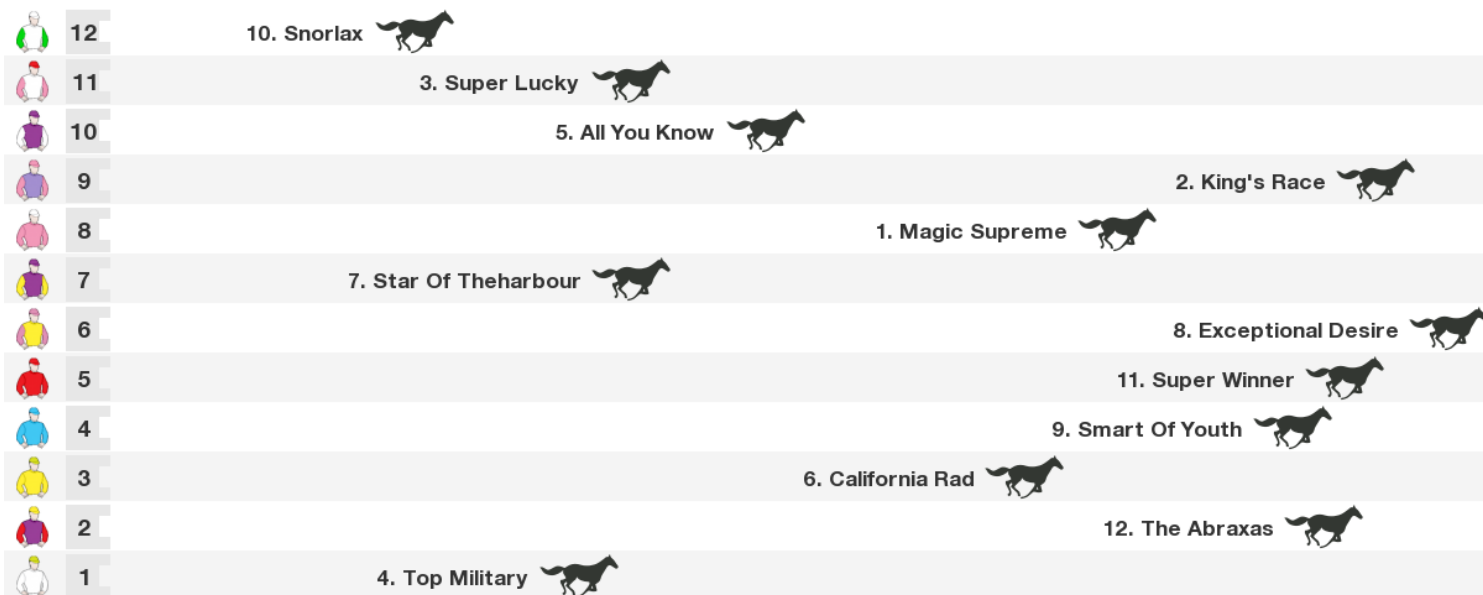 12 10. Snorlax
11 3. Super Lucky
10 5. All You Know
9 2. King's Race
8 1. Magic Supreme
7 7. Star Of Theharbour
6 8. Exceptional Desire
5 11. Super Winner
4 9. Smart Of Youth
3 6. California Rad
2 12. The Abraxas
1 4. Top Military